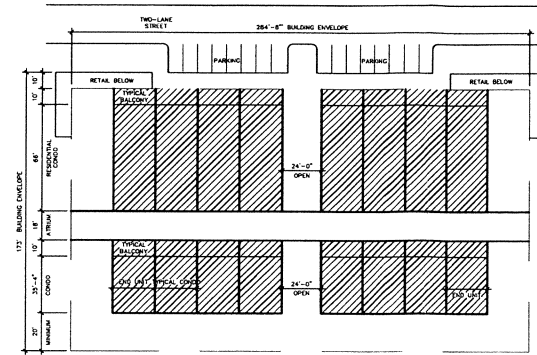 TWO-LANE
STREET
264'-8" BUILDING ENVELOPE
PARKING
PARKING
RETAIL BELOW
RETAIL BELOW
10'
10'
TYPICAL
BALCONY
66'
RESIDENTIAL
CONDO
24'-0"
OPEN
173' BUILDING ENVELOPE
18'
ATRIUM
10'
TYPICAL
BALCONY
35'-4"
CONDO
END UNIT
TYPICAL CONDO
24'-0"
OPEN
END UNIT
20'
MINIMUM